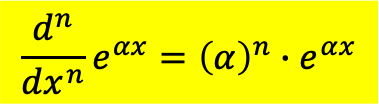 dⁿ/dxⁿ e^{αx} = (α)ⁿ · e^{αx}